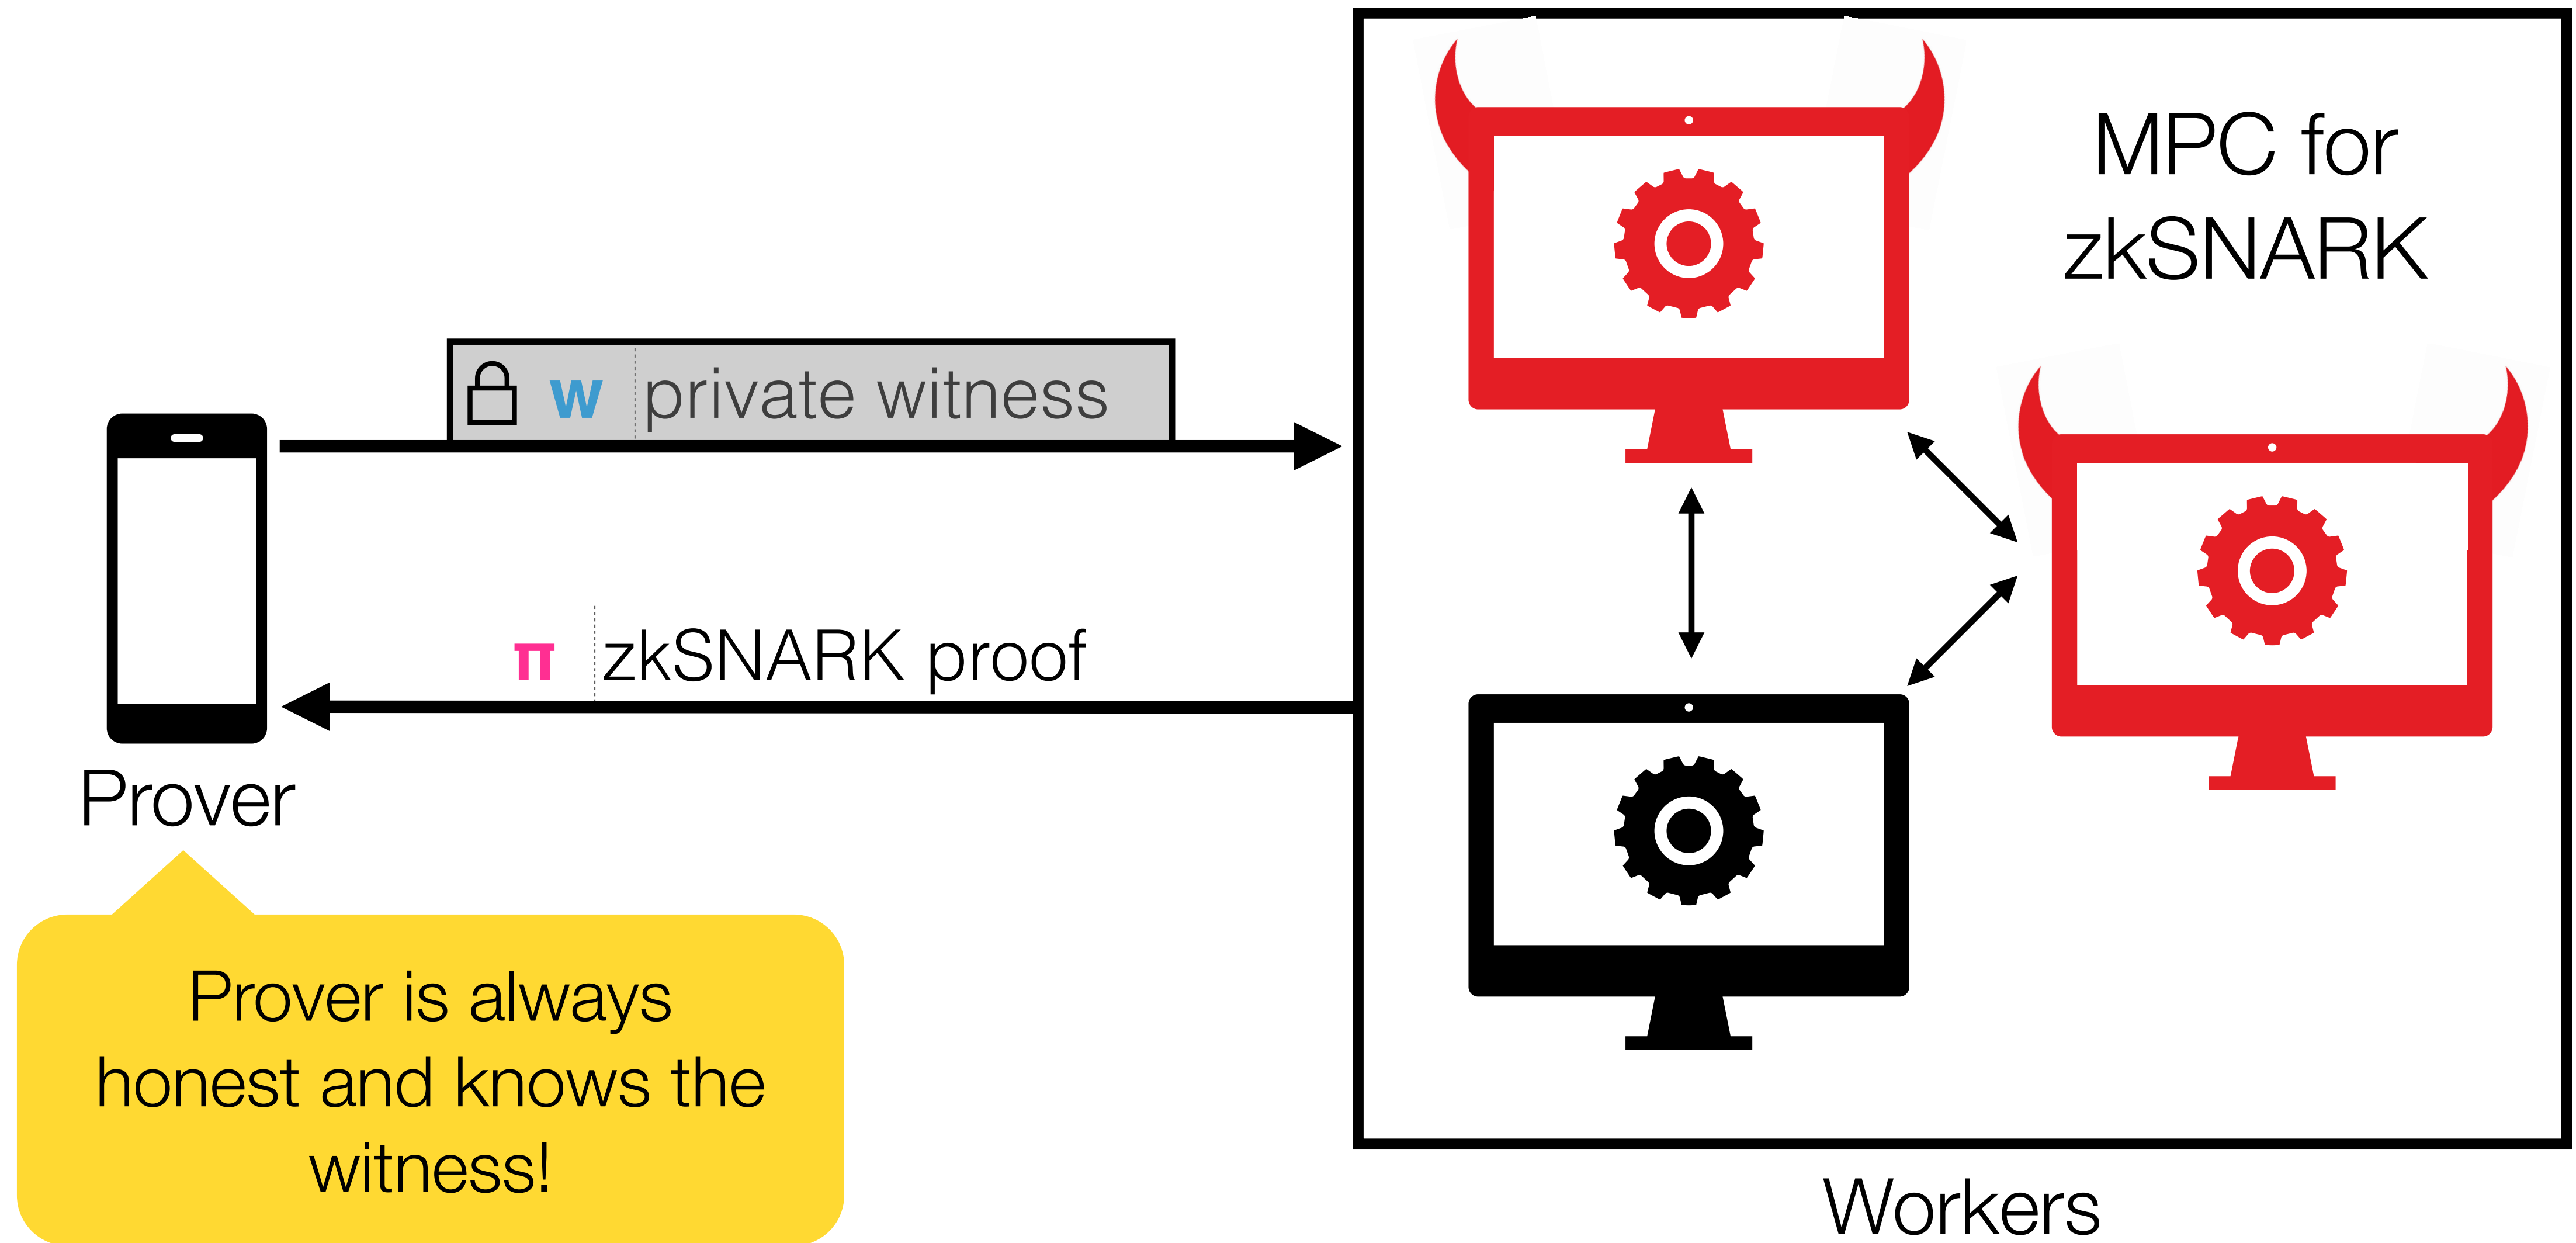 MPC for
zkSNARK
w private witness
π zkSNARK proof
Prover
Prover is always
honest and knows the
witness!
Workers